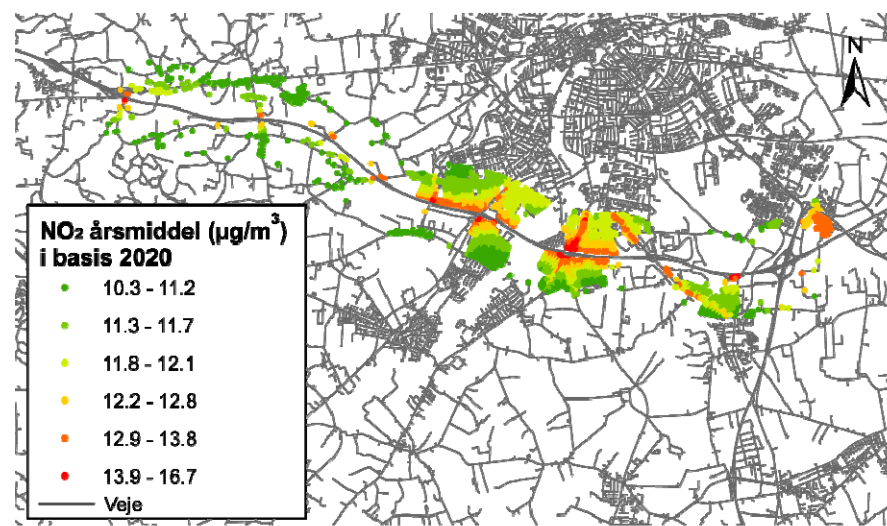 N
NO₂ årsmiddel (µg/m³)
i basis 2020
10.3 - 11.2
11.3 - 11.7
11.8 - 12.1
12.2 - 12.8
12.9 - 13.8
13.9 - 16.7
Veje